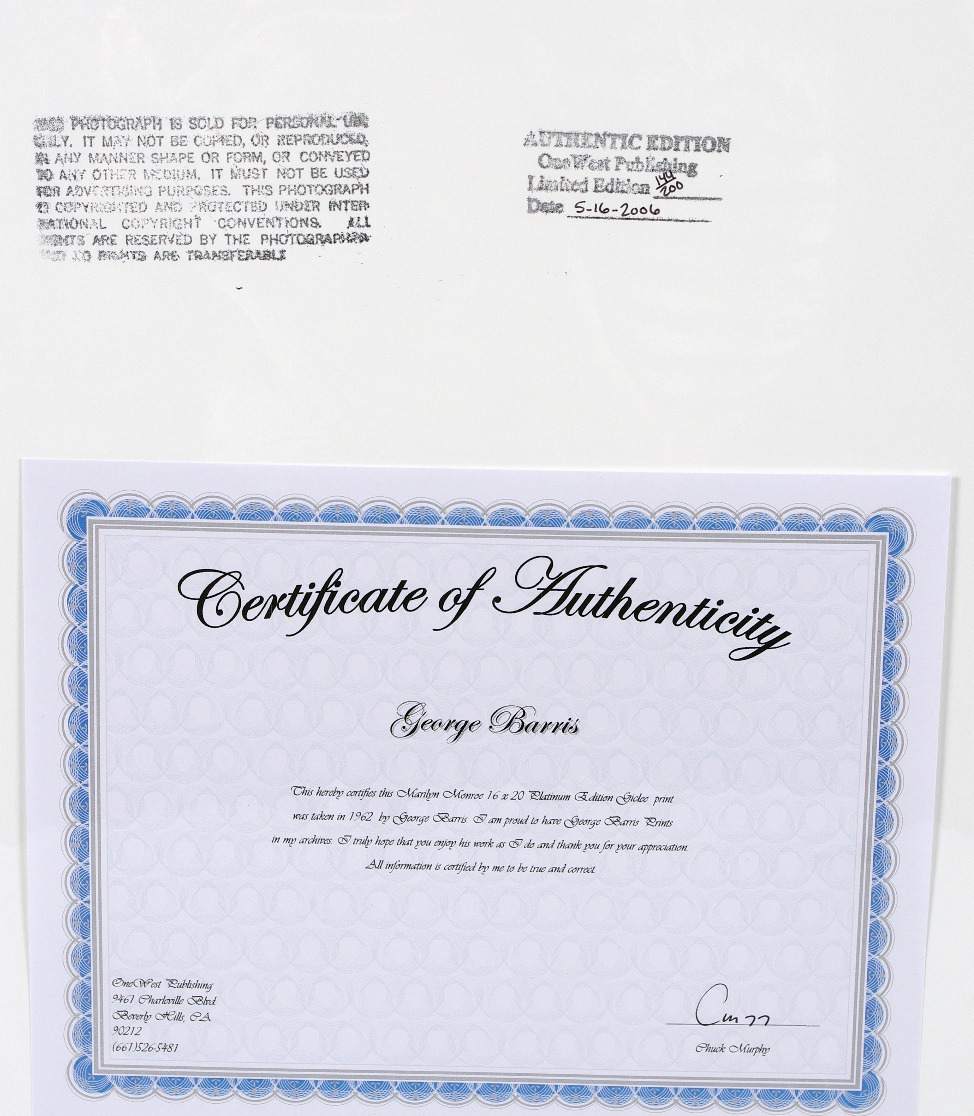 THIS PHOTOGRAPH IS SOLD FOR PERSONAL USE
ONLY. IT MAY NOT BE COPIED, OR REPRODUCED,
IN ANY MANNER SHAPE OR FORM, OR CONVEYED
TO ANY OTHER MEDIUM. IT MUST NOT BE USED
FOR ADVERTISING PURPOSES. THIS PHOTOGRAPH
IS COPYRIGHTED AND PROTECTED UNDER INTER-
NATIONAL COPYRIGHT CONVENTIONS. ALL
RIGHTS ARE RESERVED BY THE PHOTOGRAPHER
AND NO RIGHTS ARE TRANSFERABLE
AUTHENTIC EDITION
OneWest Publishing
Limited Edition 144/200
Date 5-16-2006
Certificate of Authenticity
George Barris
This hereby certifies this Marilyn Monroe 16 x 20 Platinum Edition Giclee print
was taken in 1962 by George Barris. I am proud to have George Barris Prints
in my archives. I truly hope that you enjoy his work as I do and thank you for your appreciation.
All information is certified by me to be true and correct.
OneWest Publishing
9461 Charleville Blvd
Beverly Hills, CA
90212
(661)526-5481
Chuck Murphy